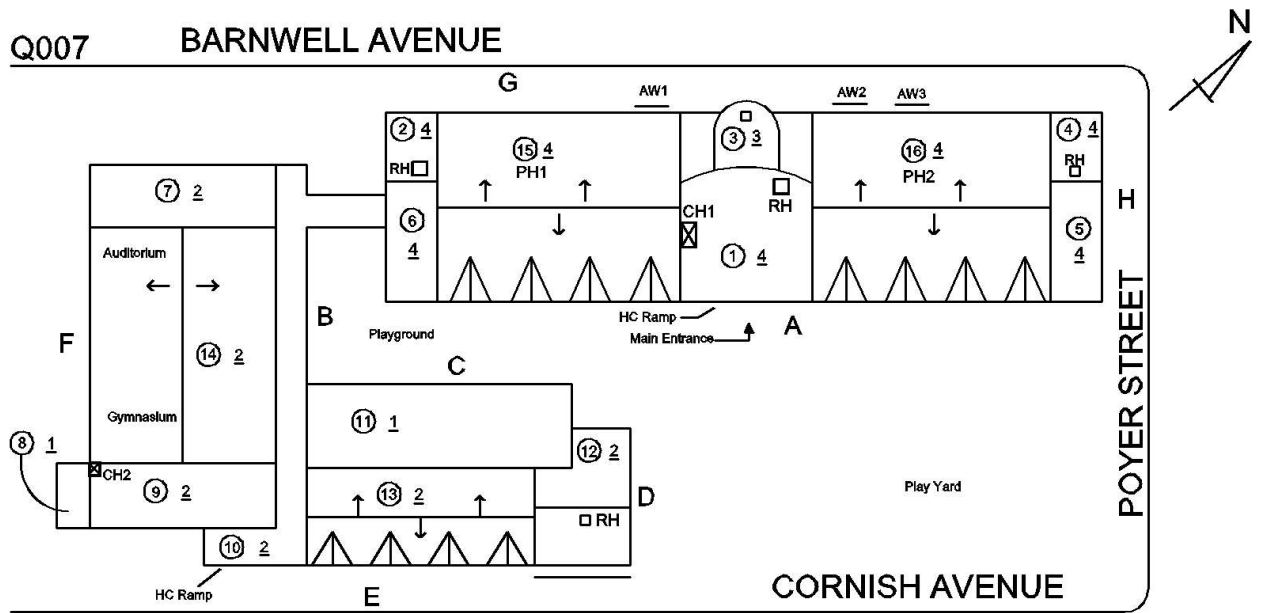 N
Q007 BARNWELL AVENUE
G
AW1 AW2 AW3
2 4
3 3
4 4
15 4
PH1
16 4
PH2
RH
RH
RH
7 2
6
4
CH1
5
4
H
Auditorium
1 4
B
HC Ramp
Main Entrance
A
Playground
F
14 2
C
POYER STREET
Gymnasium
11 1
8 1
12 2
CH2
9 2
13 2
D
Play Yard
RH
10 2
HC Ramp
E
CORNISH AVENUE